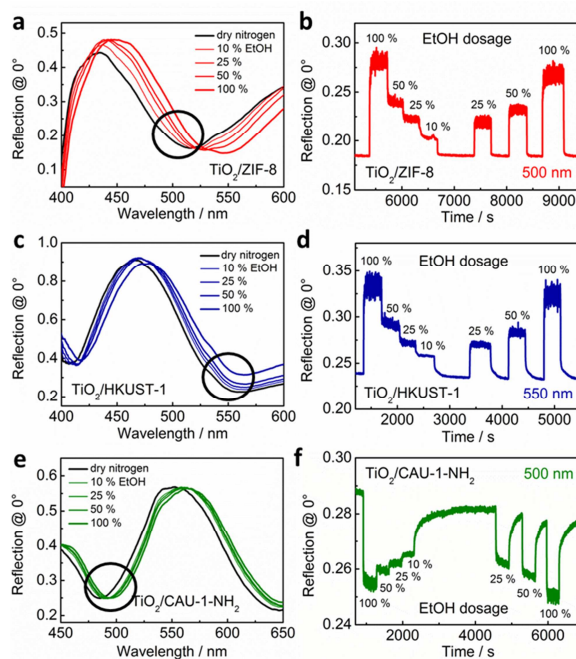 a
0.5
0.4
0.3
0.2
0.1
0.0
Reflection @ 0°
400 450 500 550 600
Wavelength / nm
dry nitrogen
10 % EtOH
25 %
50 %
100 %
TiO2/ZIF-8
b
0.30
0.25
0.20
0.15
Reflection @ 0°
6000 7000 8000 9000
Time / s
EtOH dosage
100 %
50 %
25 %
10 %
25 %
50 %
100 %
500 nm
c
1.0
0.8
0.6
0.4
0.2
Reflection @ 0°
400 450 500 550 600
Wavelength / nm
dry nitrogen
10 % EtOH
25 %
50 %
100 %
TiO2/HKUST-1
d
0.35
0.30
0.25
0.20
Reflection @ 0°
2000 3000 4000 5000
Time / s
EtOH dosage
100 %
50 %
25 %
10 %
25 %
50 %
100 %
TiO2/HKUST-1
550 nm
e
0.6
0.5
0.4
0.3
0.2
Reflection @ 0°
450 500 550 600 650
Wavelength / nm
dry nitrogen
10 % EtOH
25 %
50 %
100 %
TiO2/CAU-1-NH2
f
0.30
0.28
0.26
0.24
Reflection @ 0°
2000 4000 6000
Time / s
TiO2/CAU-1-NH2
500 nm
100 %
50 %
25 %
10 %
25 %
50 %
100 %
EtOH dosage